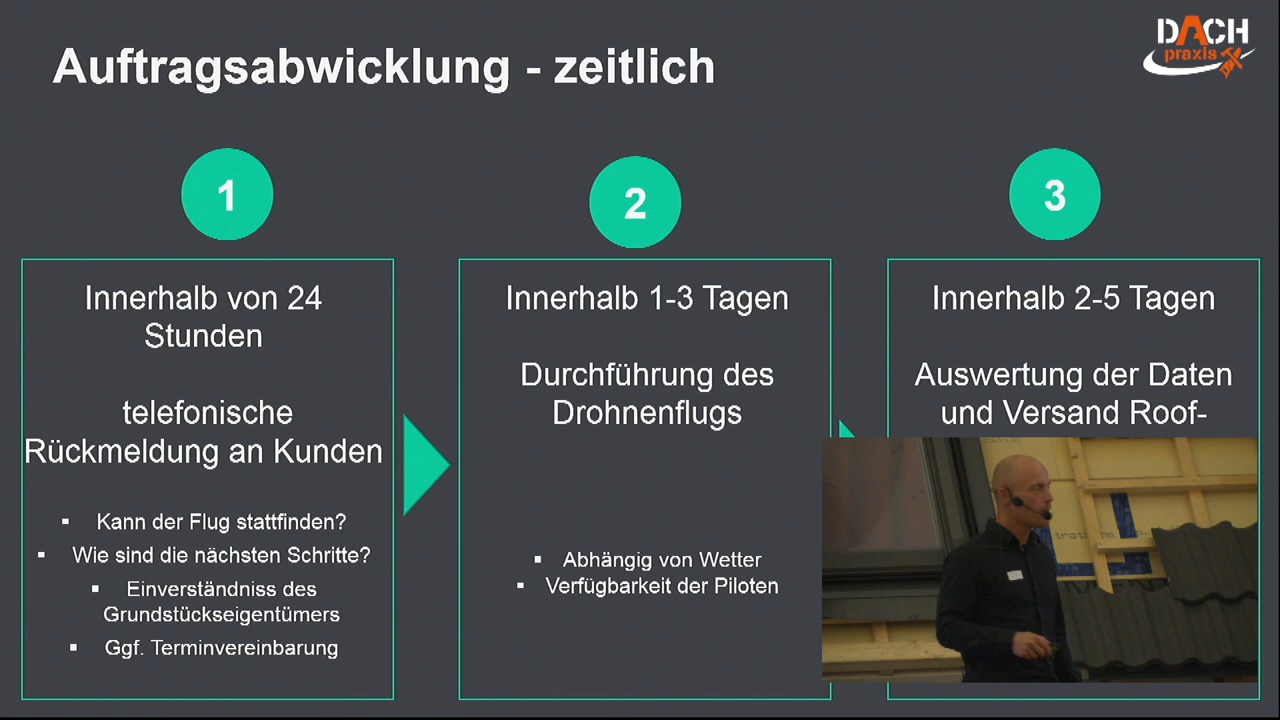 Auftragsabwicklung - zeitlich
DACH
praxis
1
2
3
Innerhalb von 24
Stunden
telefonische
Rückmeldung an Kunden
▪ Kann der Flug stattfinden?
▪ Wie sind die nächsten Schritte?
▪ Einverständniss des
Grundstückseigentümers
▪ Ggf. Terminvereinbarung
Innerhalb 1-3 Tagen
Durchführung des
Drohnenflugs
▪ Abhängig von Wetter
▪ Verfügbarkeit der Piloten
Innerhalb 2-5 Tagen
Auswertung der Daten
und Versand Roof-